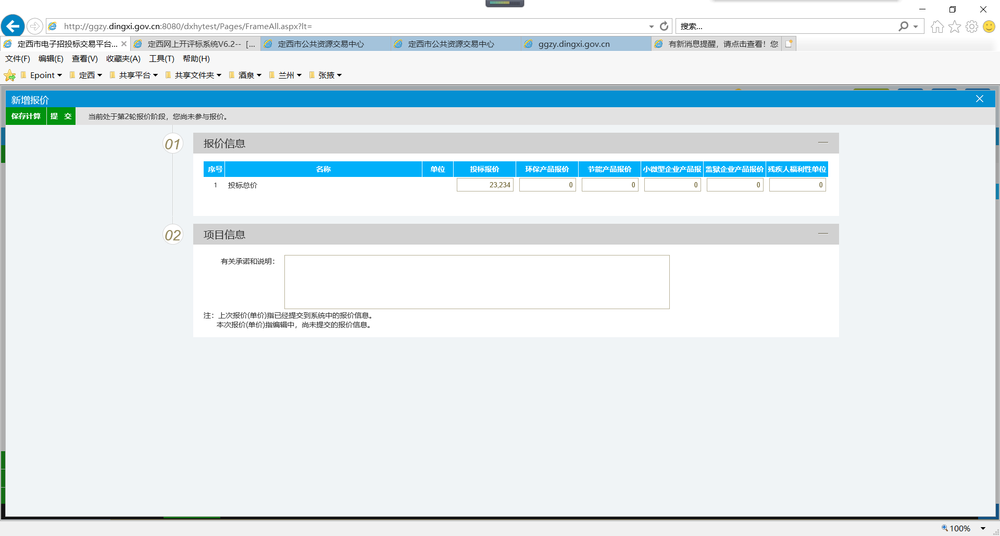 http://ggzy.dingxi.gov.cn:8080/dxhytest/Pages/FrameAll.aspx?lt=
搜索...
定西市电子招投标交易平台...
定西网上开评标系统V6.2-- [...
定西市公共资源交易中心
定西市公共资源交易中心
ggzy.dingxi.gov.cn
有新消息提醒，请点击查看！您
文件(F) 编辑(E) 查看(V) 收藏夹(A) 工具(T) 帮助(H)
Epoint 定西 共享平台 共享文件夹 酒泉 兰州 张掖
新增报价
保存计算 提 交 当前处于第2轮报价阶段，您尚未参与报价。
01 报价信息
序号 名称 单位 投标报价 环保产品报价 节能产品报价 小微型企业产品报 监狱企业产品报价 残疾人福利性单位
1 投标总价 23,234 0 0 0 0 0
02 项目信息
有关承诺和说明：
注：上次报价(单价)指已经提交到系统中的报价信息。
本次报价(单价)指编辑中，尚未提交的报价信息。
100%